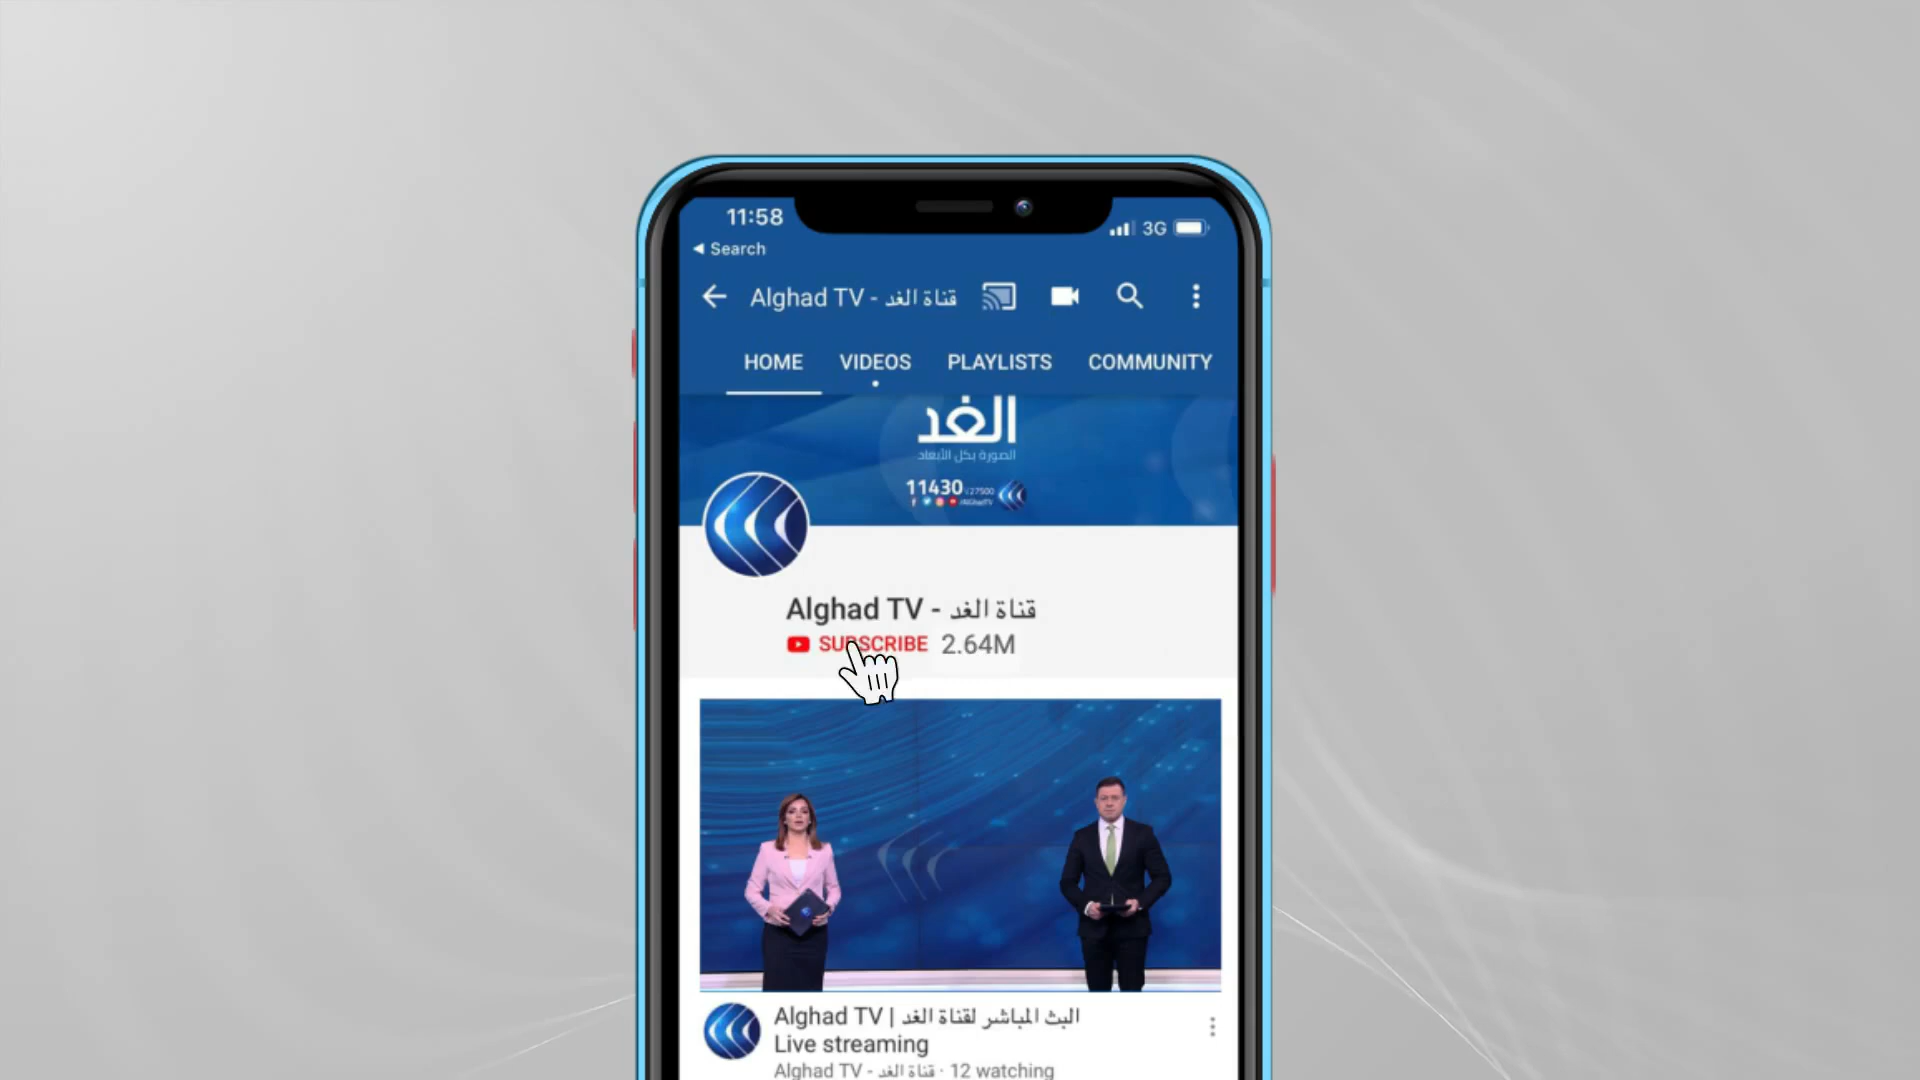 11:58
3G
◀ Search
Alghad TV - قناة الغد
HOME VIDEOS PLAYLISTS COMMUNITY
الغد
الصورة بكل الأبعاد
11430 27500
/AlGhadTV
Alghad TV - قناة الغد
SUBSCRIBE 2.64M
Alghad TV | البث المباشر لقناة الغد
Live streaming
Alghad TV - قناة الغد · 12 watching